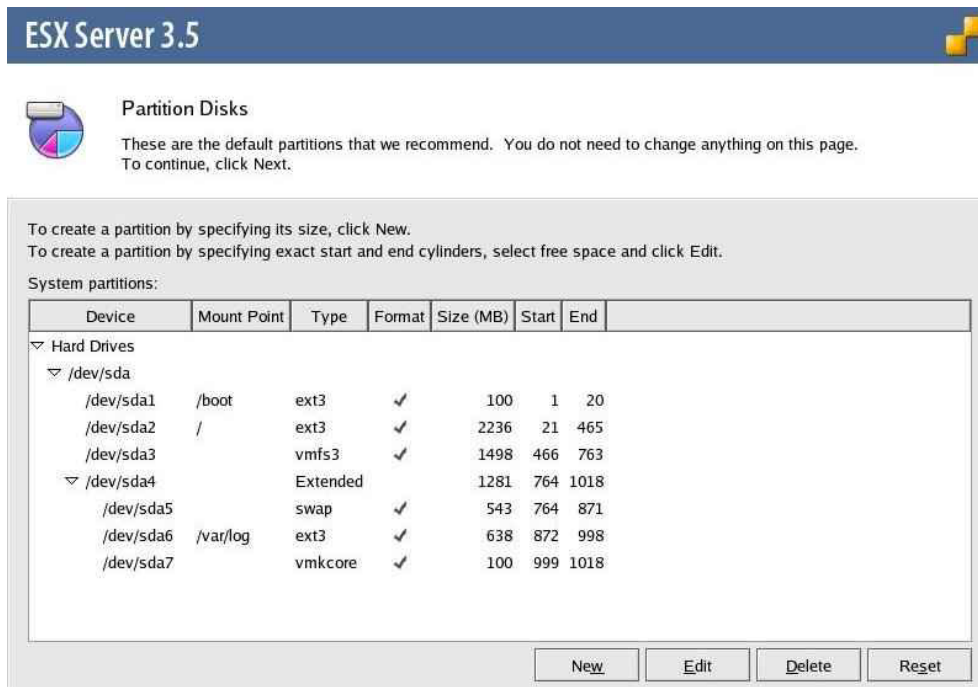 ESX Server 3.5
Partition Disks
These are the default partitions that we recommend.  You do not need to change anything on this page.
To continue, click Next.
To create a partition by specifying its size, click New.
To create a partition by specifying exact start and end cylinders, select free space and click Edit.
System partitions:
Device Mount Point Type Format Size (MB) Start End
Hard Drives
/dev/sda
/dev/sda1 /boot ext3 ✓ 100 1 20
/dev/sda2 / ext3 ✓ 2236 21 465
/dev/sda3 vmfs3 ✓ 1498 466 763
/dev/sda4 Extended 1281 764 1018
/dev/sda5 swap ✓ 543 764 871
/dev/sda6 /var/log ext3 ✓ 638 872 998
/dev/sda7 vmkcore ✓ 100 999 1018
New Edit Delete Reset